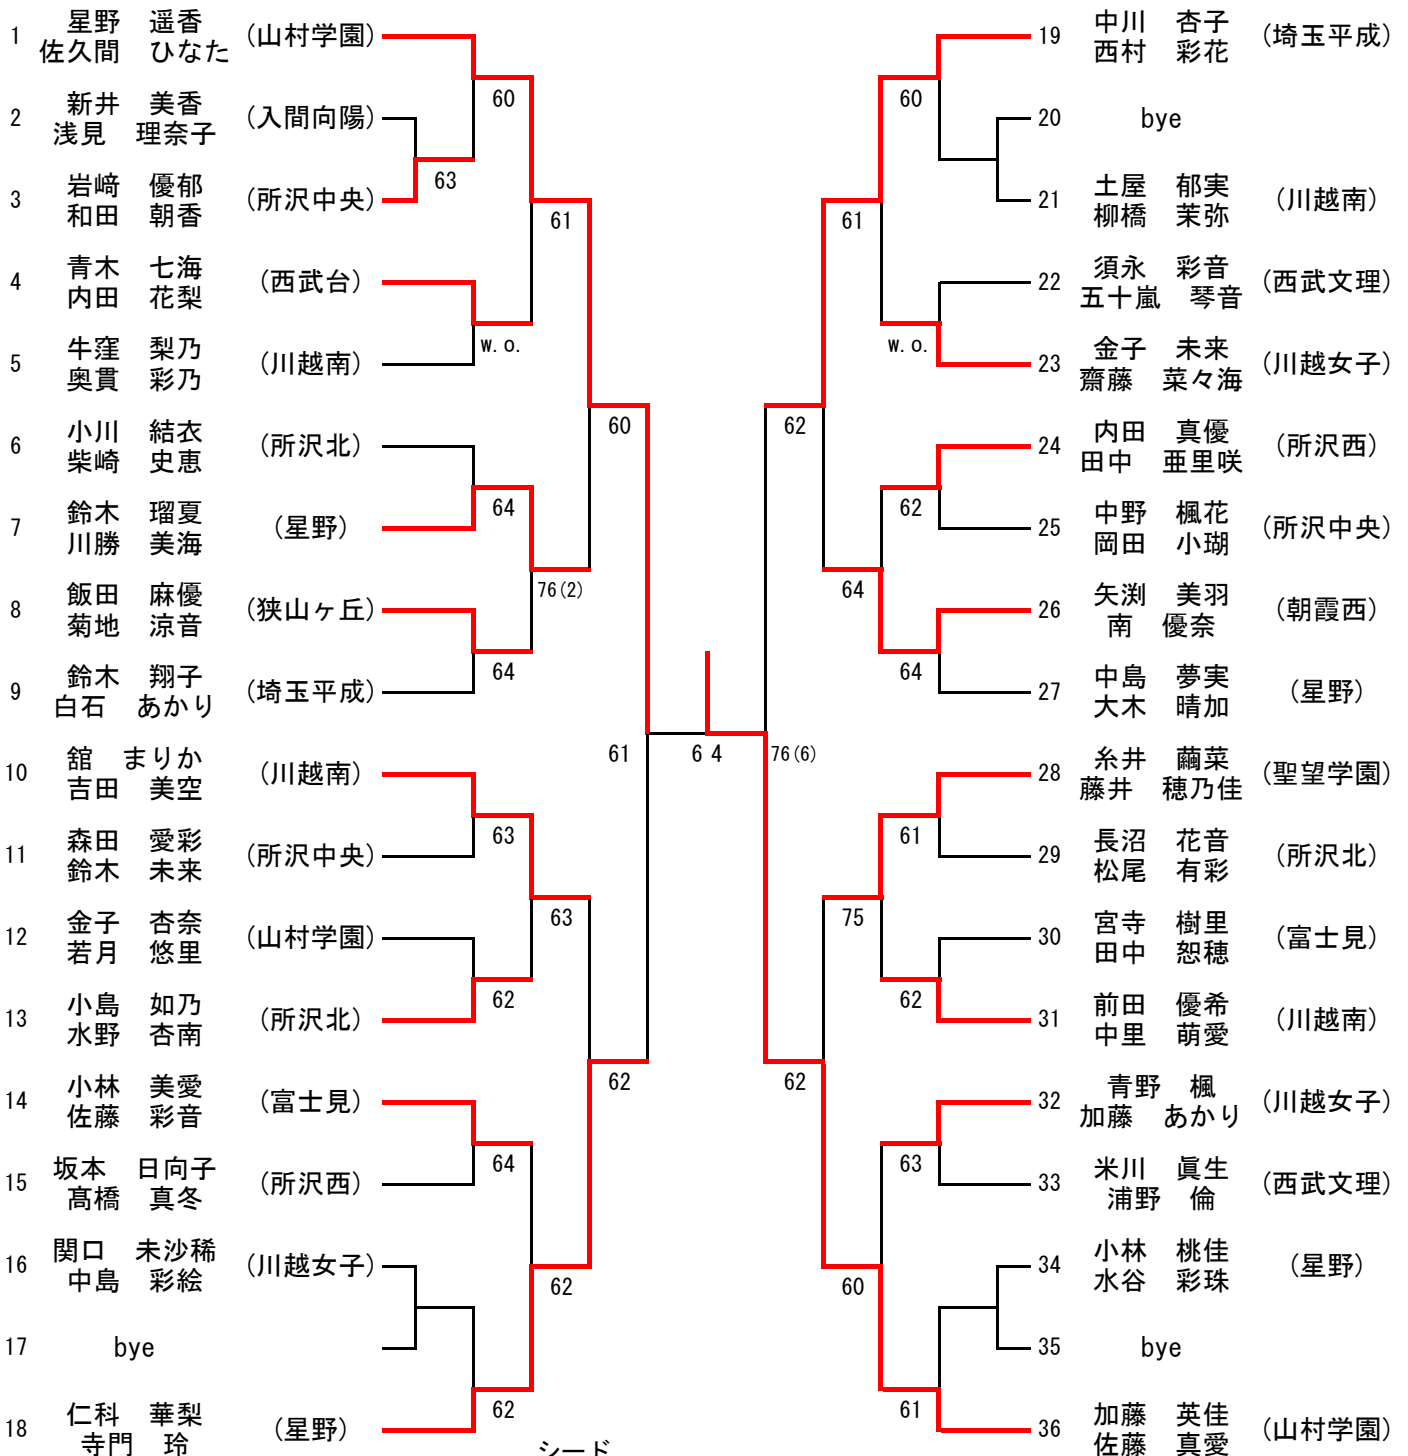 1 星野 遥香 (山村学園)
佐久間 ひなた
2 新井 美香 (入間向陽)
浅見 理奈子
3 岩﨑 優郁 (所沢中央)
和田 朝香
4 青木 七海 (西武台)
内田 花梨
5 牛窪 梨乃 (川越南)
奥貫 彩乃
6 小川 結衣 (所沢北)
柴崎 史恵
7 鈴木 瑠夏 (星野)
川勝 美海
8 飯田 麻優 (狭山ヶ丘)
菊地 涼音
9 鈴木 翔子 (埼玉平成)
白石 あかり
10 舘 まりか (川越南)
吉田 美空
11 森田 愛彩 (所沢中央)
鈴木 未来
12 金子 杏奈 (山村学園)
若月 悠里
13 小島 如乃 (所沢北)
水野 杏南
14 小林 美愛 (富士見)
佐藤 彩音
15 坂本 日向子 (所沢西)
髙橋 真冬
16 関口 未沙稀 (川越女子)
中島 彩絵
17 bye
18 仁科 華梨 (星野)
寺門 玲
60
63
61
w.o.
60
64
76(2)
64
61
63
63
62
62
64
62
62
6 4
シード
76(6)
60
61
w.o.
62
62
64
64
61
75
62
62
63
60
61
19 中川 杏子 (埼玉平成)
西村 彩花
20 bye
21 土屋 郁実 (川越南)
柳橋 茉弥
22 須永 彩音 (西武文理)
五十嵐 琴音
23 金子 未来 (川越女子)
齋藤 菜々海
24 内田 真優 (所沢西)
田中 亜里咲
25 中野 楓花 (所沢中央)
岡田 小瑚
26 矢渕 美羽 (朝霞西)
南 優奈
27 中島 夢実 (星野)
大木 晴加
28 糸井 繭菜 (聖望学園)
藤井 穂乃佳
29 長沼 花音 (所沢北)
松尾 有彩
30 宮寺 樹里 (富士見)
田中 恕穂
31 前田 優希 (川越南)
中里 萌愛
32 青野 楓 (川越女子)
加藤 あかり
33 米川 眞生 (西武文理)
浦野 倫
34 小林 桃佳 (星野)
水谷 彩珠
35 bye
36 加藤 英佳 (山村学園)
佐藤 真愛